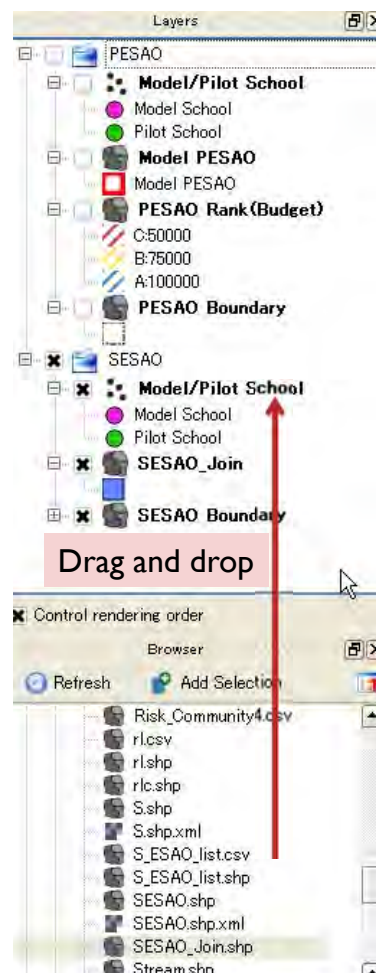 Layers
PESAO
Model/Pilot School
Model School
Pilot School
Model PESAO
Model PESAO
PESAO Rank(Budget)
C:50000
B:75000
A:100000
PESAO Boundary
SESAO
Model/Pilot School
Model School
Pilot School
SESAO_Join
SESAO Boundary
Drag and drop
Control rendering order
Browser
Refresh Add Selection
Risk_Community4.csv
rl.csv
rl.shp
rlc.shp
S.shp
S.shp.xml
S_ESAO_list.csv
S_ESAO_list.shp
SESAO.shp
SESAO.shp.xml
SESAO_Join.shp
Stream.shp